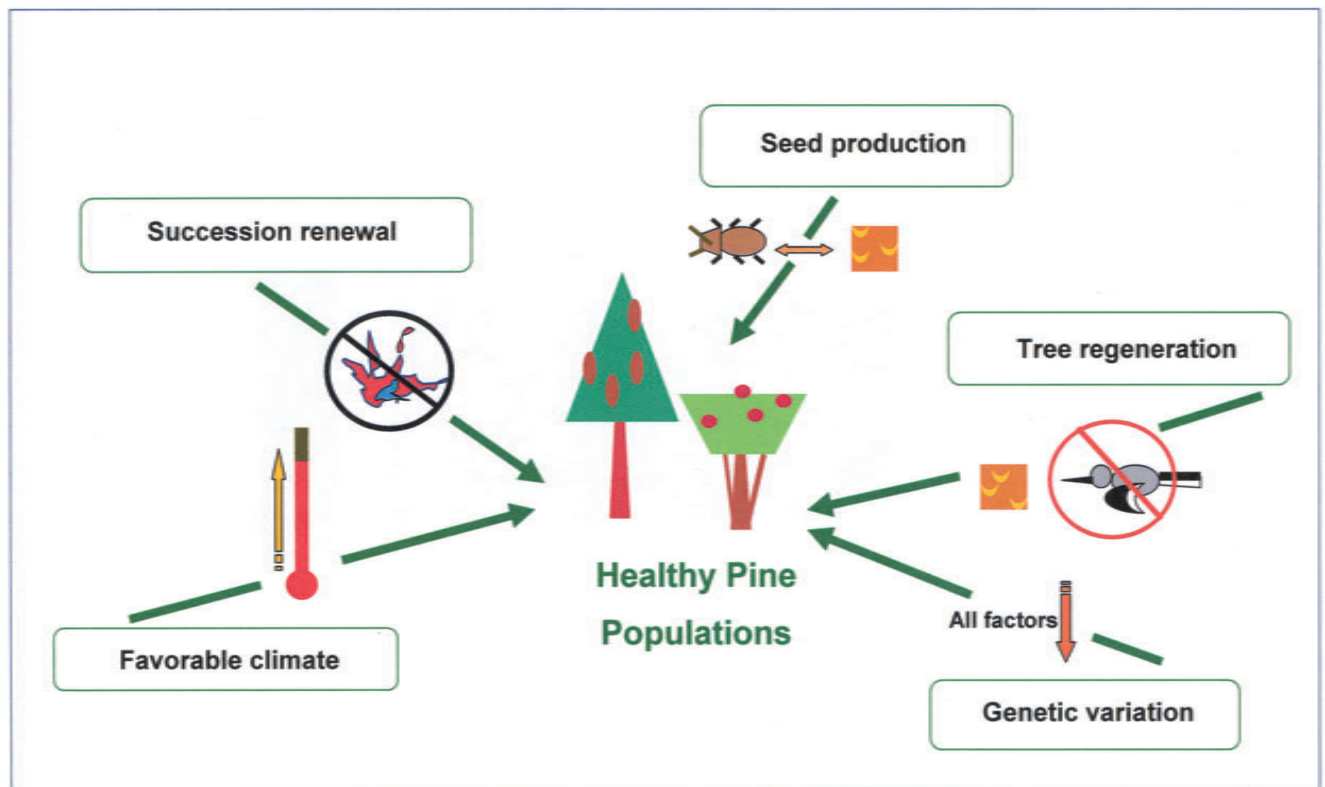 Seed production
Succession renewal
Tree regeneration
Healthy Pine
Populations
All factors
Favorable climate
Genetic variation